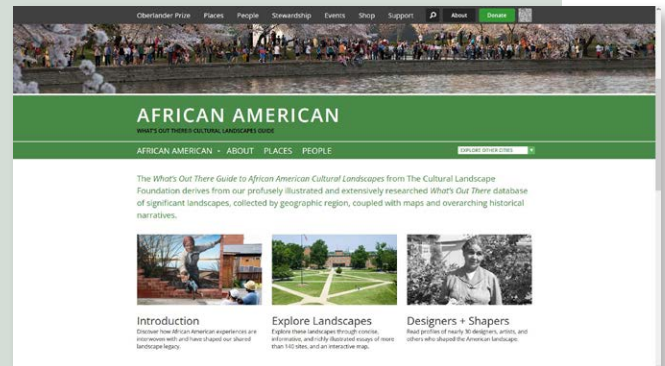 Oberlander Prize Places People Stewardship Events Shop Support About Donate
AFRICAN AMERICAN
WHAT'S OUT THERE® CULTURAL LANDSCAPES GUIDE
AFRICAN AMERICAN ABOUT PLACES PEOPLE EXPLORE OTHER CITIES
The What's Out There Guide to African American Cultural Landscapes from The Cultural Landscape
Foundation derives from our profusely illustrated and extensively researched What's Out There database
of significant landscapes, collected by geographic region, coupled with maps and overarching historical
narratives.
Introduction
Discover how African American experiences are
interwoven with and have shaped our shared
landscape legacy.
Explore Landscapes
Explore these landscapes through concise,
informative, and richly illustrated essays of more
than 140 sites, and an interactive map.
Designers + Shapers
Read profiles of nearly 30 designers, artists, and
others who shaped the American landscape.